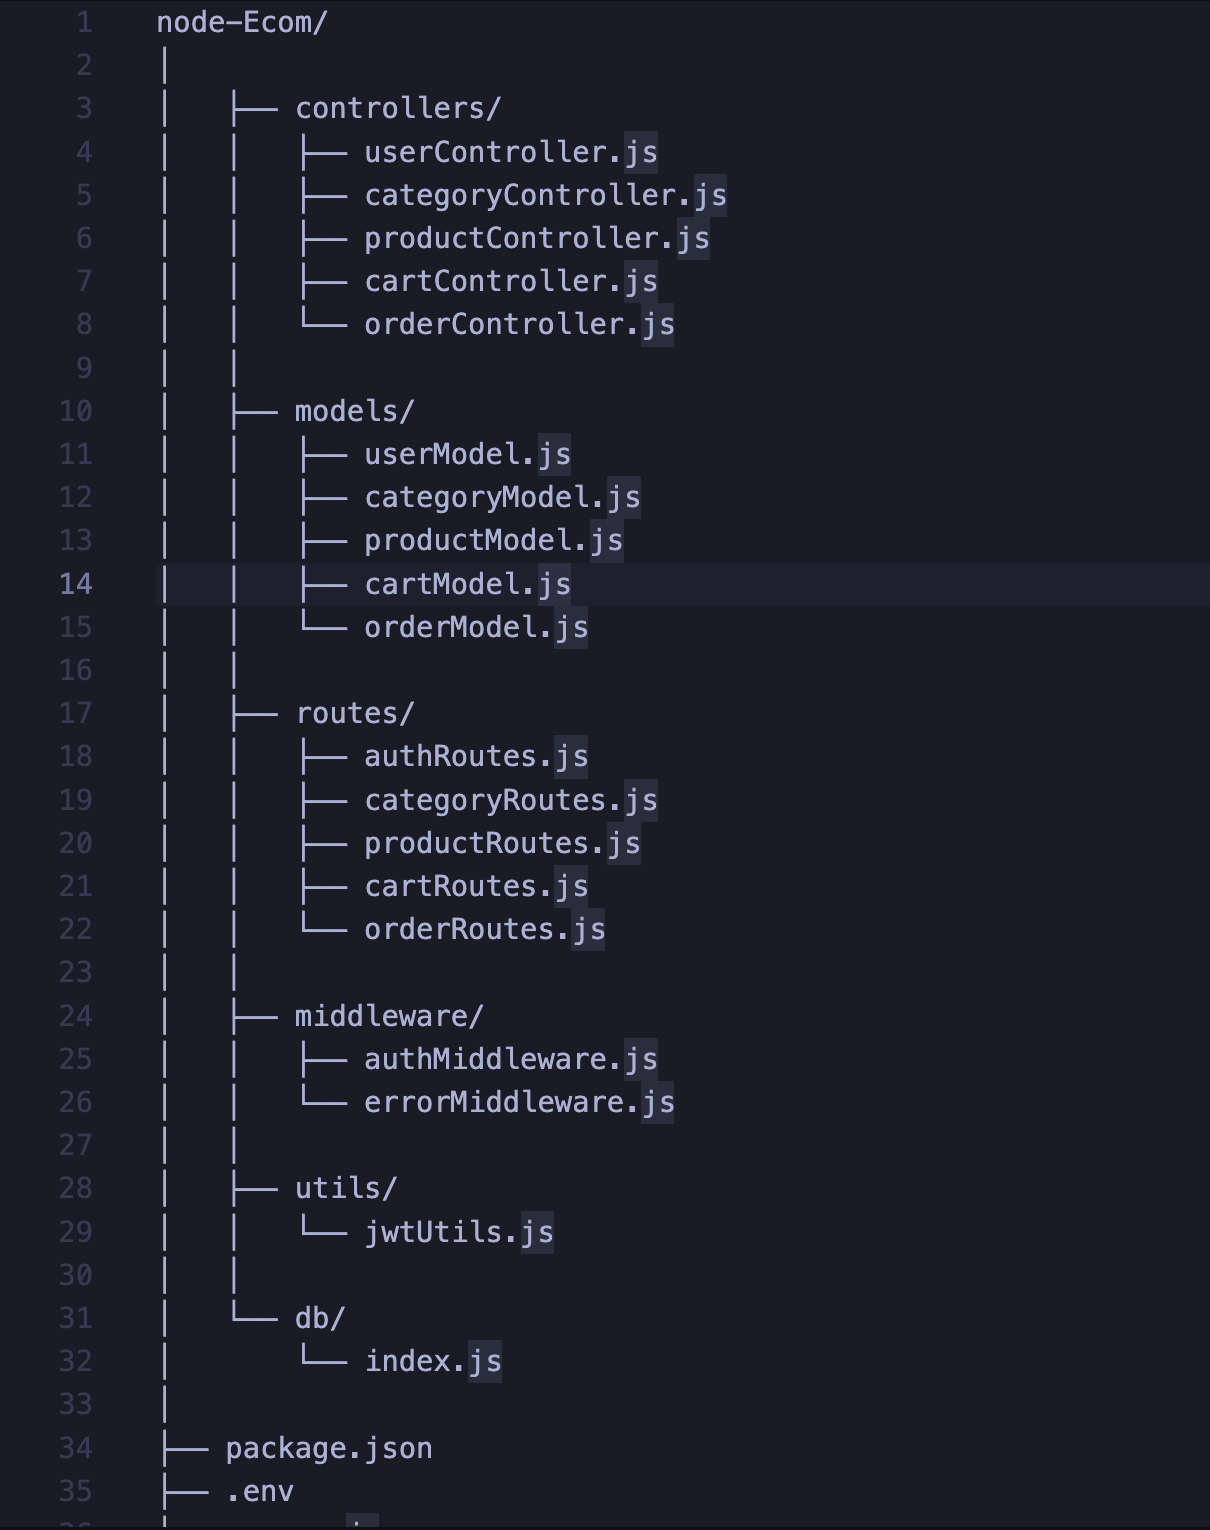 1 node-Ecom/
2 │
3 │   ├── controllers/
4 │   │   ├── userController.js
5 │   │   ├── categoryController.js
6 │   │   ├── productController.js
7 │   │   ├── cartController.js
8 │   │   └── orderController.js
9 │   │
10 │   ├── models/
11 │   │   ├── userModel.js
12 │   │   ├── categoryModel.js
13 │   │   ├── productModel.js
14 │   │   ├── cartModel.js
15 │   │   └── orderModel.js
16 │   │
17 │   ├── routes/
18 │   │   ├── authRoutes.js
19 │   │   ├── categoryRoutes.js
20 │   │   ├── productRoutes.js
21 │   │   ├── cartRoutes.js
22 │   │   └── orderRoutes.js
23 │   │
24 │   ├── middleware/
25 │   │   ├── authMiddleware.js
26 │   │   └── errorMiddleware.js
27 │   │
28 │   ├── utils/
29 │   │   └── jwtUtils.js
30 │   │
31 │   └── db/
32 │       └── index.js
33 │
34 ├── package.json
35 ├── .env